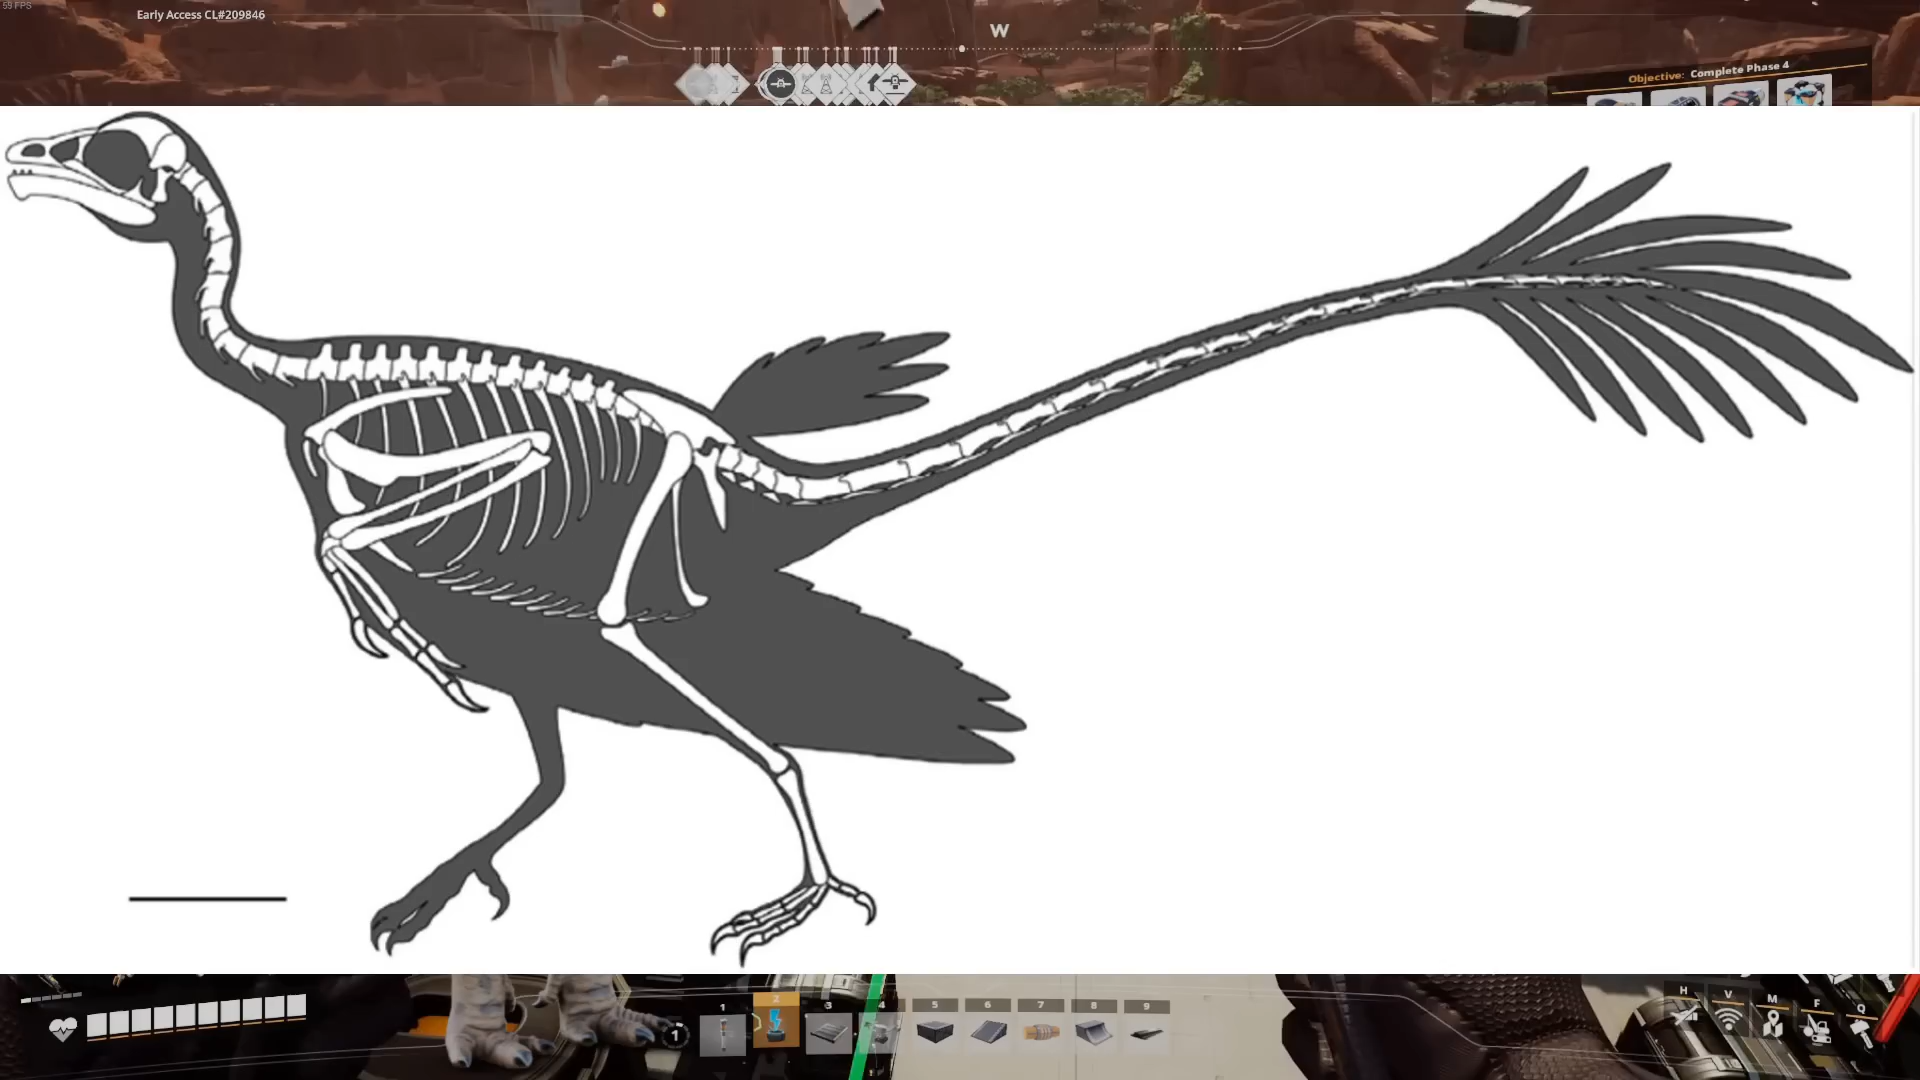 55 FPS
Early Access CL#209846
W
Objective: Complete Phase 4
1
1 2 3 4 5 6 7 8 9
H V M F Q